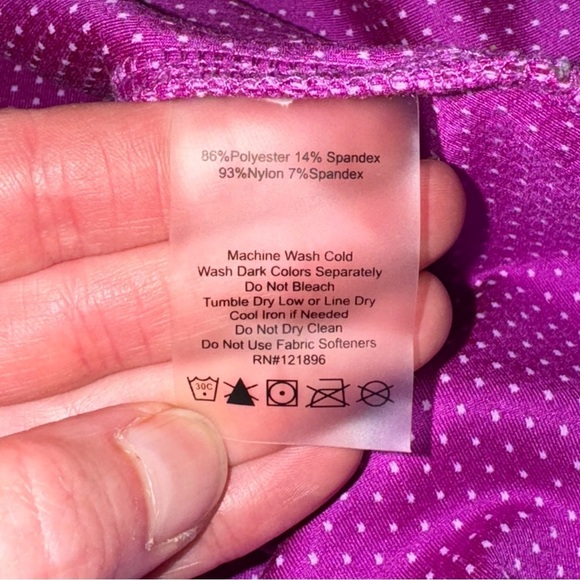 86%Polyester 14% Spandex
93%Nylon 7%Spandex
Machine Wash Cold
Wash Dark Colors Separately
Do Not Bleach
Tumble Dry Low or Line Dry
Cool Iron if Needed
Do Not Dry Clean
Do Not Use Fabric Softeners
RN#121896
30C